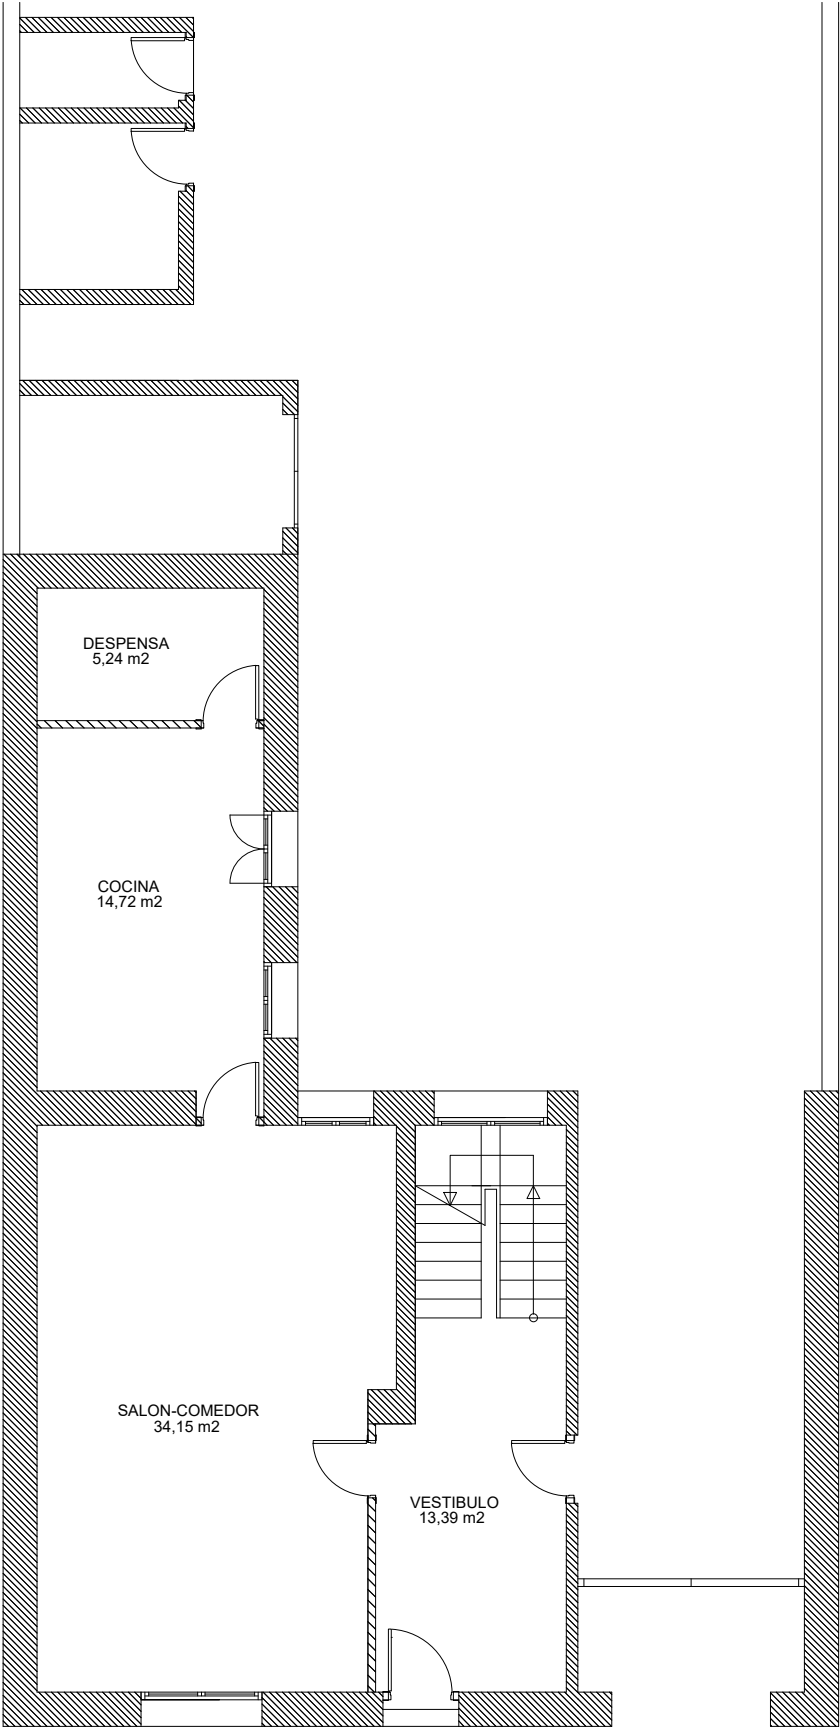 DESPENSA
5,24 m2
COCINA
14,72 m2
SALON-COMEDOR
34,15 m2
VESTIBULO
13,39 m2